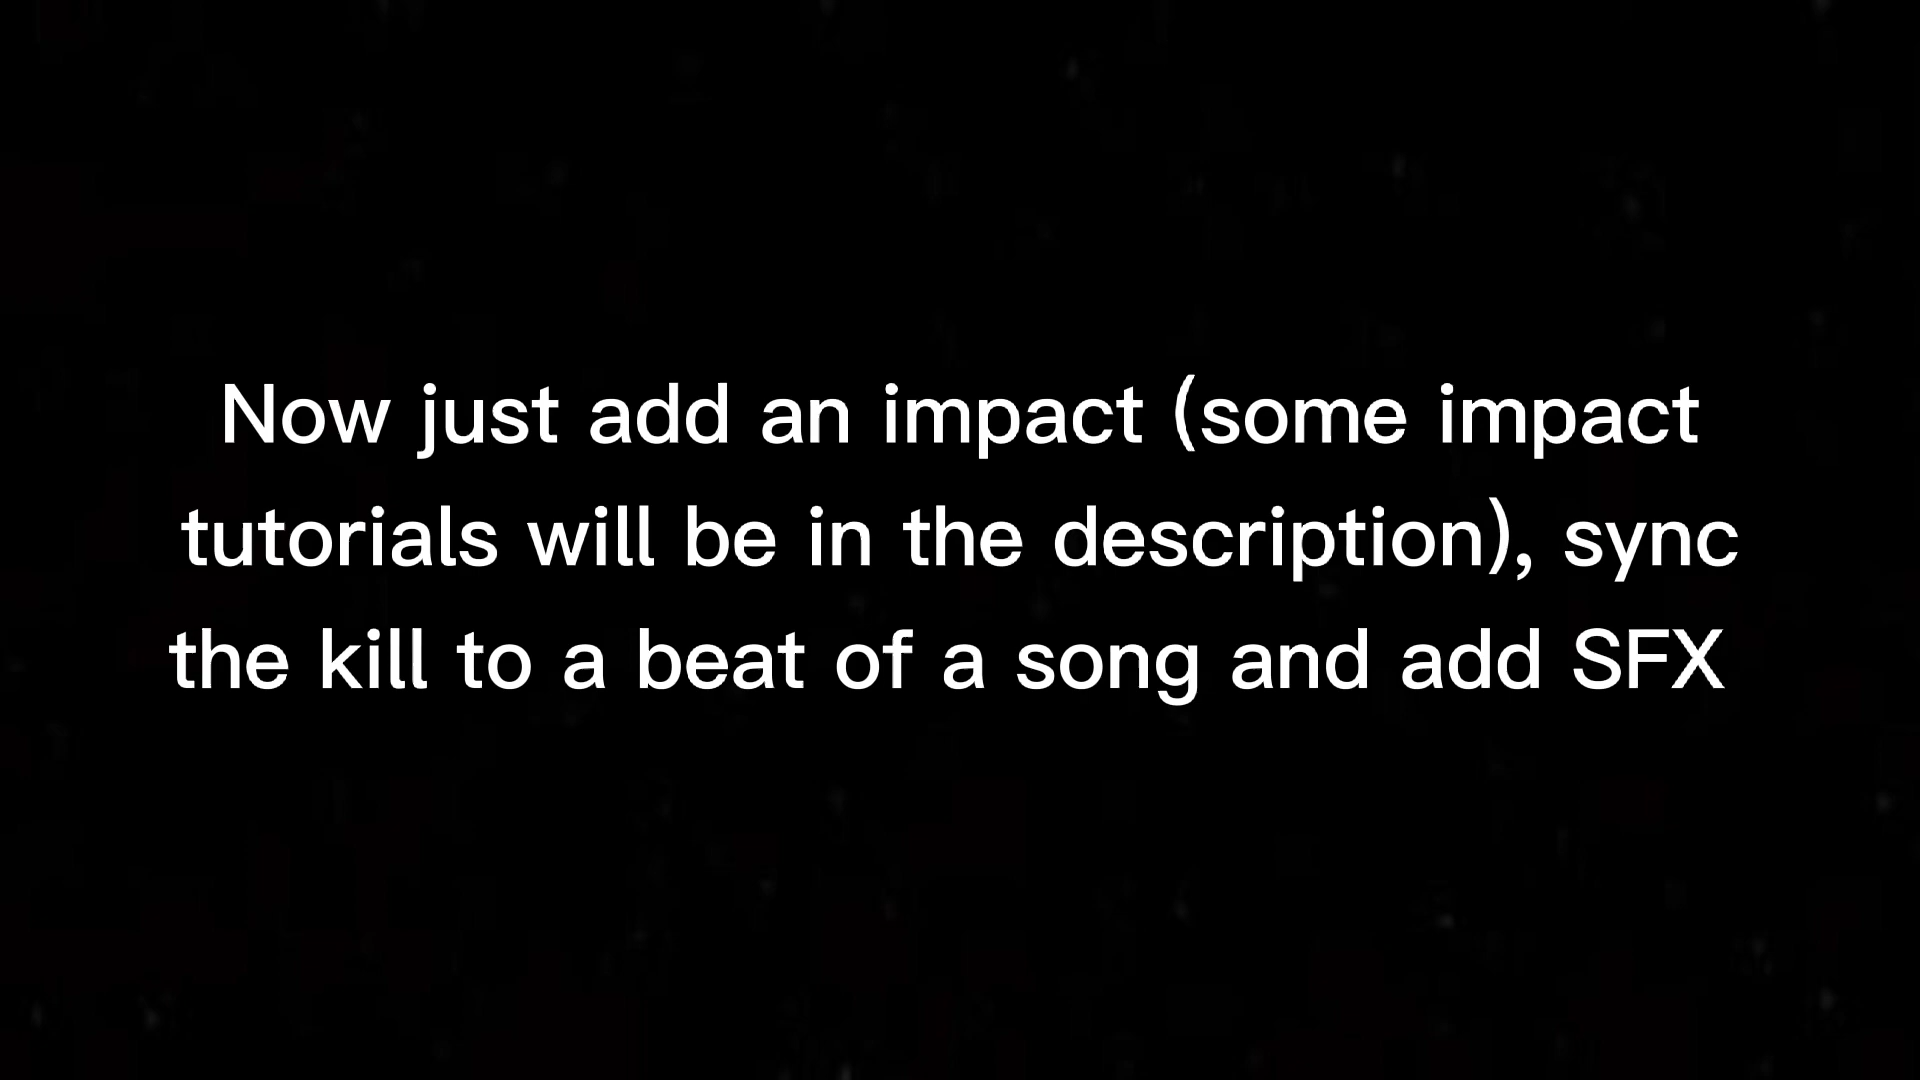 Now just add an impact (some impact
tutorials will be in the description), sync
the kill to a beat of a song and add SFX